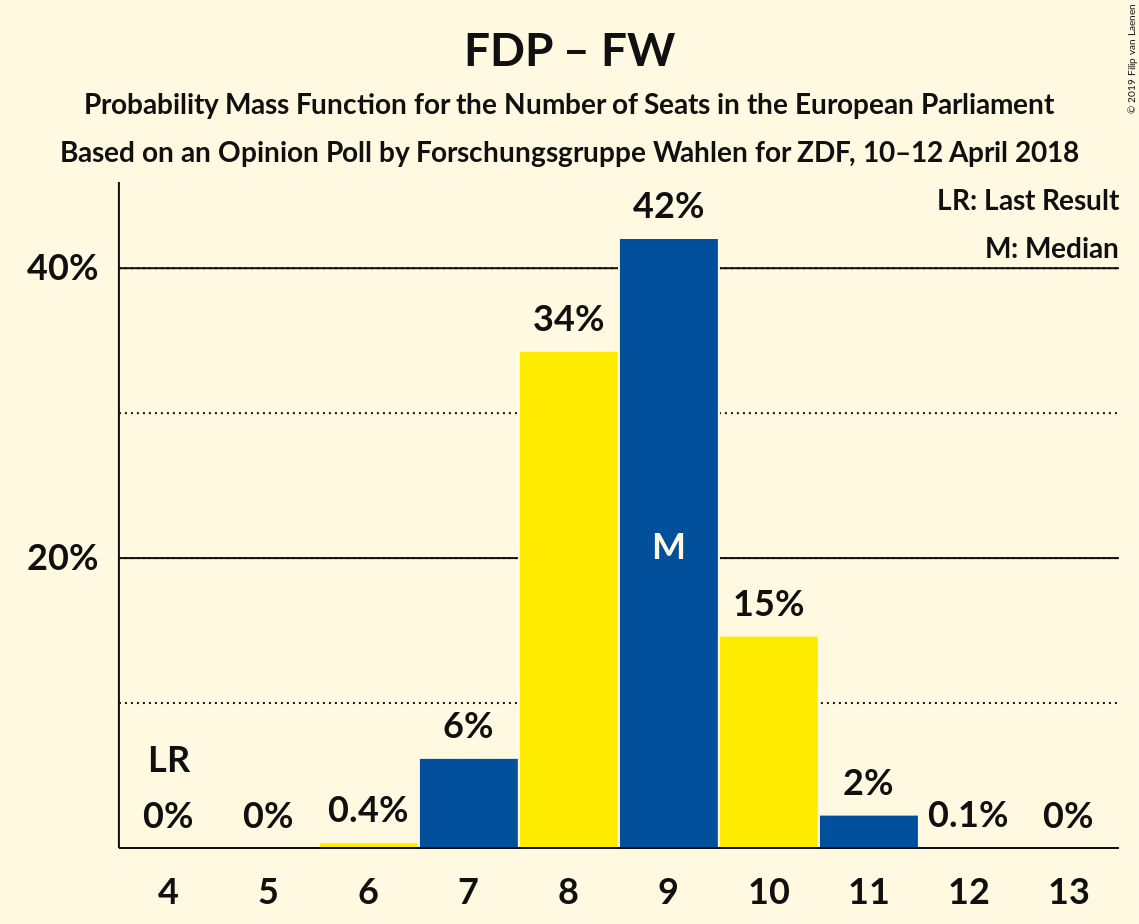 FDP – FW
Probability Mass Function for the Number of Seats in the European Parliament
Based on an Opinion Poll by Forschungsgruppe Wahlen for ZDF, 10–12 April 2018
© 2019 Filip van Laenen
LR: Last Result
M: Median
42%
40%
34%
M
20%
15%
6%
LR
2%
0%
0%
0.4%
0.1%
0%
4 5 6 7 8 9 10 11 12 13